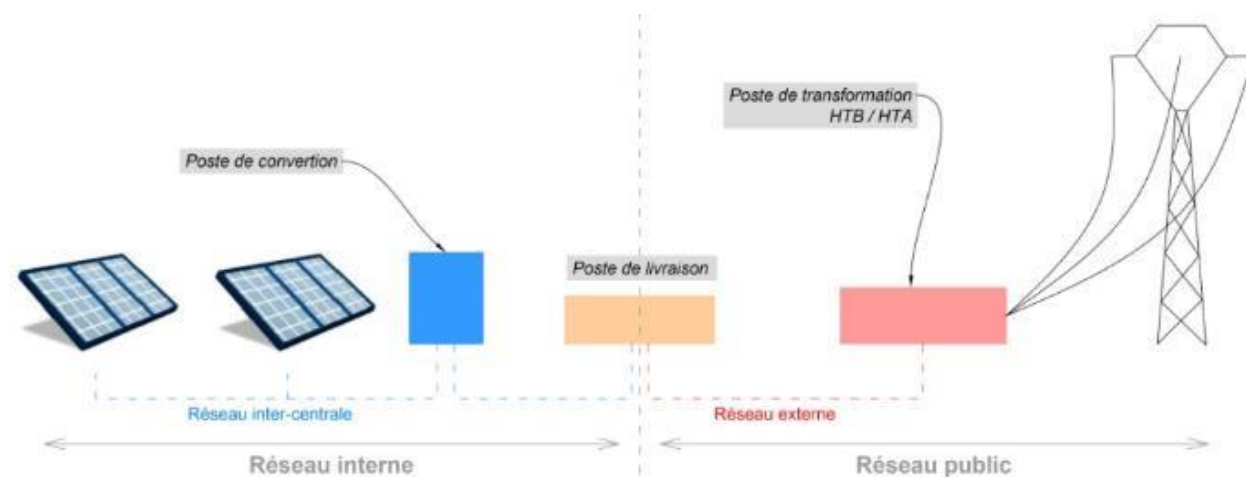 Poste de transformation
HTB / HTA
Poste de convertion
Poste de livraison
Réseau inter-centrale
Réseau externe
Réseau interne
Réseau public